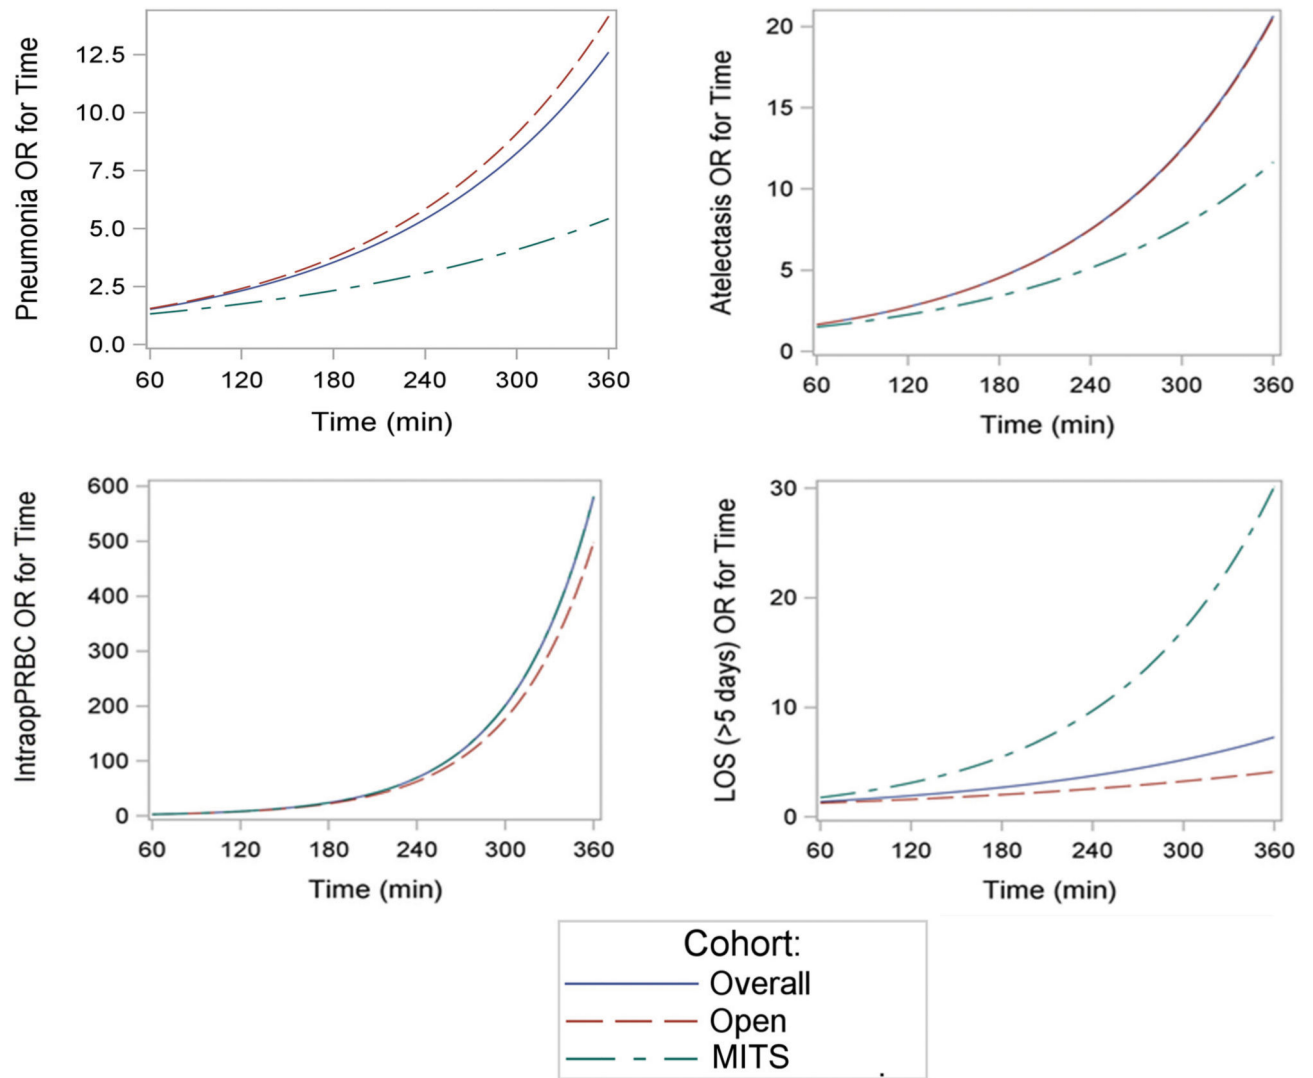 Pneumonia OR for Time
12.5
10.0
7.5
5.0
2.5
0.0
60 120 180 240 300 360
Time (min)
Atelectasis OR for Time
20
15
10
5
0
60 120 180 240 300 360
Time (min)
IntraopPRBC OR for Time
600
500
400
300
200
100
0
60 120 180 240 300 360
Time (min)
LOS (>5 days) OR for Time
30
20
10
0
60 120 180 240 300 360
Time (min)
Cohort:
Overall
Open
MITS
.